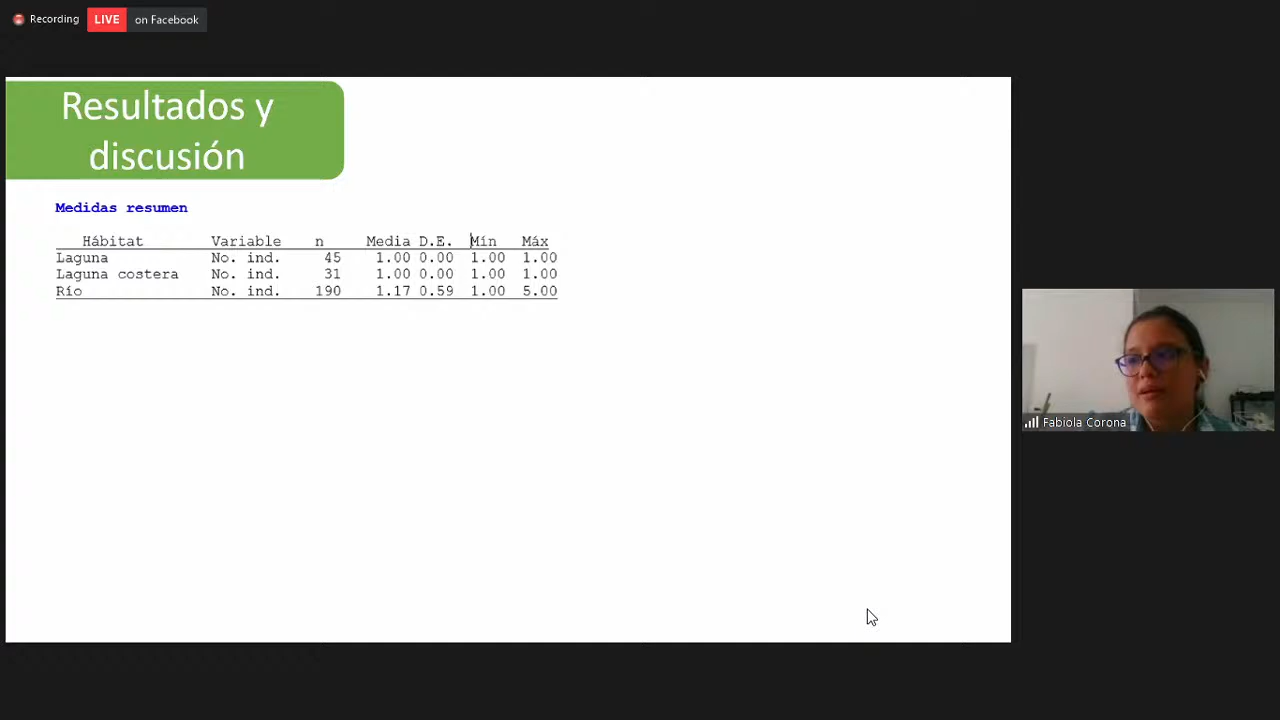 Recording LIVE on Facebook
Resultados y
discusión
Medidas resumen
Hábitat Variable n Media D.E. Mín Máx
Laguna No. ind. 45 1.00 0.00 1.00 1.00
Laguna costera No. ind. 31 1.00 0.00 1.00 1.00
Río No. ind. 190 1.17 0.59 1.00 5.00
Fabiola Corona